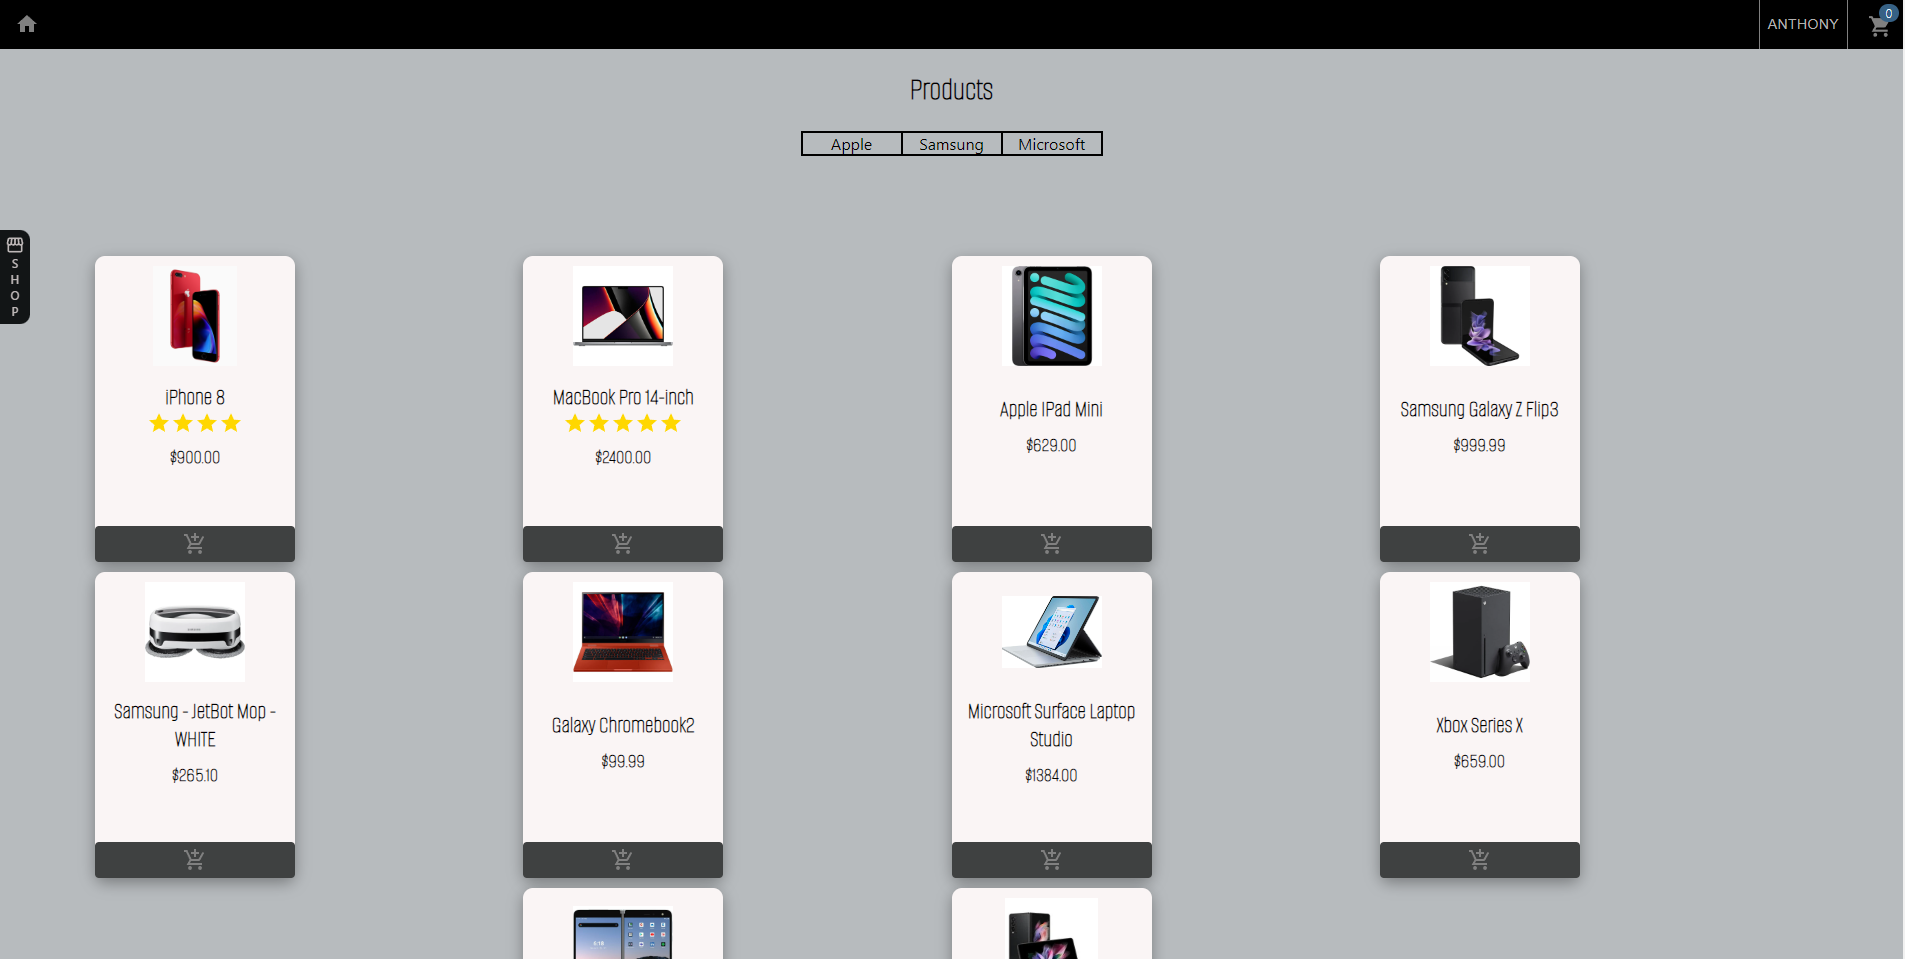 ANTHONY
0
Products
Apple Samsung Microsoft
S
H
O
P
iPhone 8
$900.00
MacBook Pro 14-inch
$2400.00
Apple IPad Mini
$629.00
Samsung Galaxy Z Flip3
$999.99
Samsung - JetBot Mop -
WHITE
$265.10
Galaxy Chromebook2
$99.99
Microsoft Surface Laptop
Studio
$1384.00
Xbox Series X
$659.00